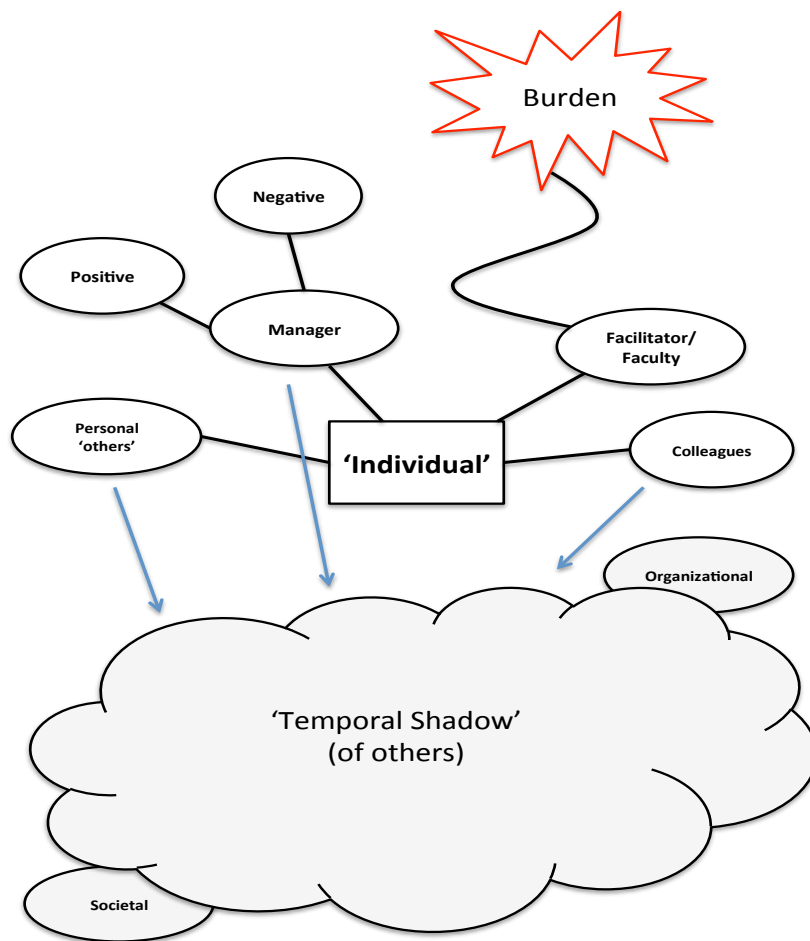 Burden
Negative
Positive
Manager
Facilitator/
Faculty
Personal
‘others’
‘Individual’
Colleagues
Organizational
‘Temporal Shadow’
(of others)
Societal